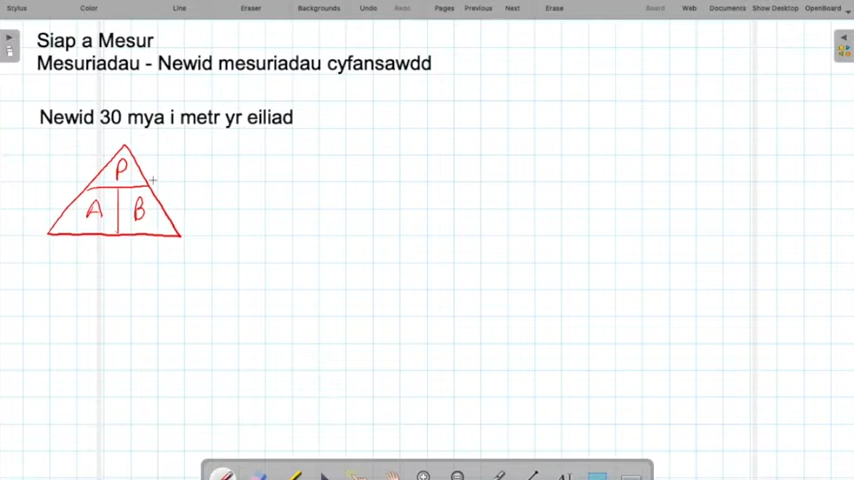 Stylus Color Line Eraser Backgrounds Undo Redo Pages Previous Next Erase Board Web Documents Show Desktop OpenBoard
Siap a Mesur
Mesuriadau - Newid mesuriadau cyfansawdd
Newid 30 mya i metr yr eiliad
P
A B